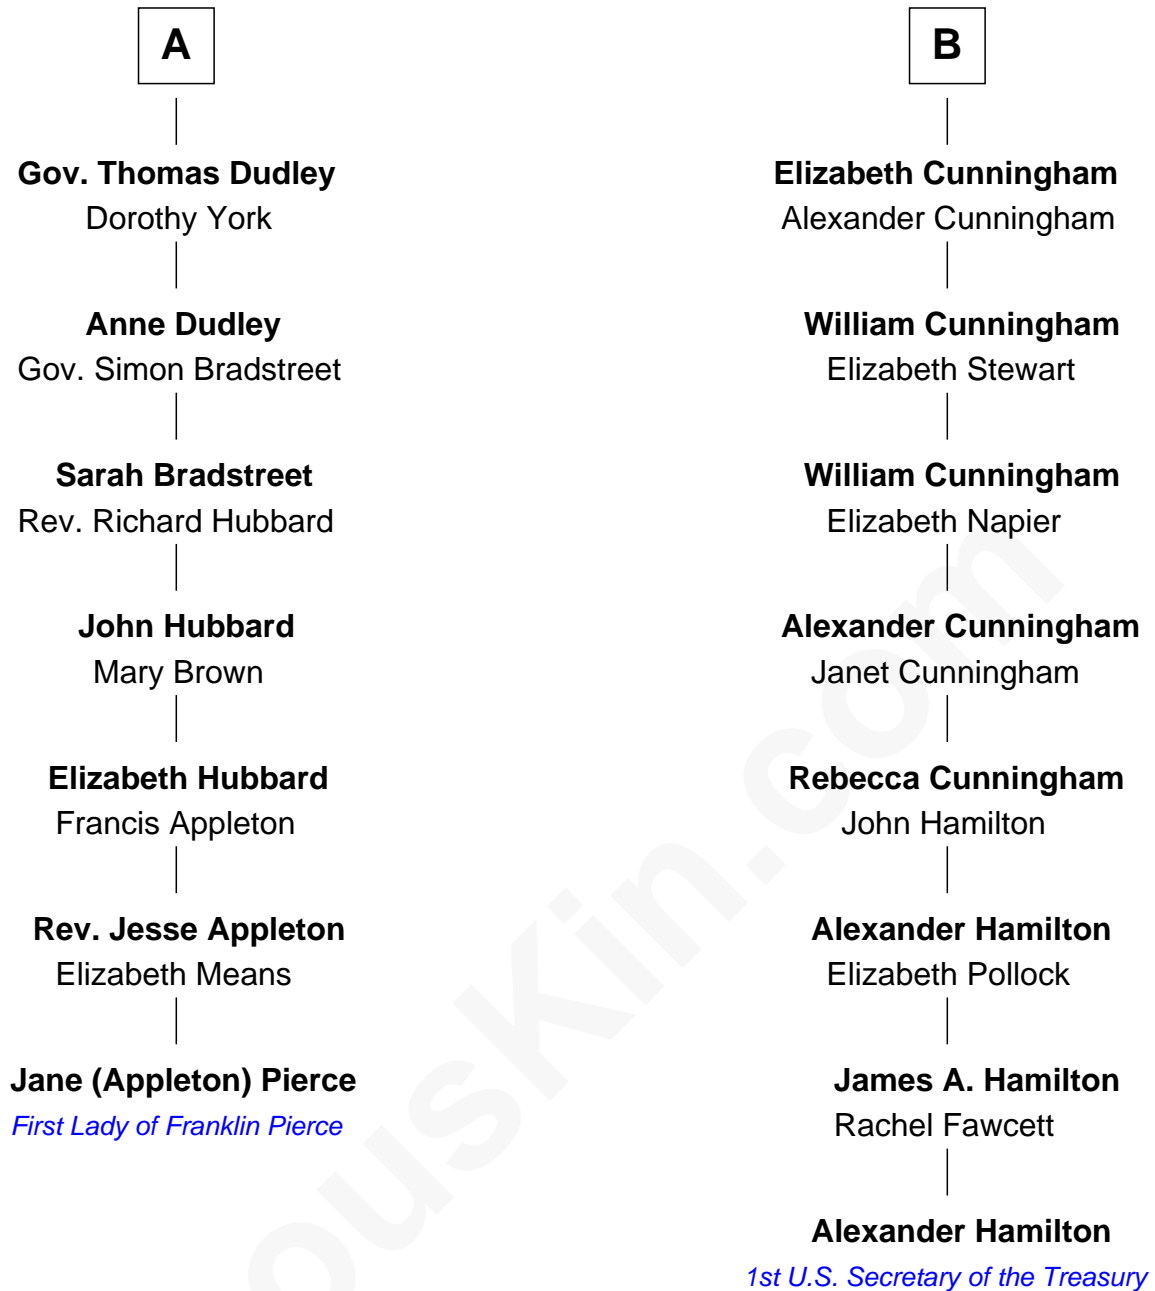 A
Gov. Thomas Dudley
Dorothy York
Anne Dudley
Gov. Simon Bradstreet
Sarah Bradstreet
Rev. Richard Hubbard
John Hubbard
Mary Brown
Elizabeth Hubbard
Francis Appleton
Rev. Jesse Appleton
Elizabeth Means
Jane (Appleton) Pierce
First Lady of Franklin Pierce
B
Elizabeth Cunningham
Alexander Cunningham
William Cunningham
Elizabeth Stewart
William Cunningham
Elizabeth Napier
Alexander Cunningham
Janet Cunningham
Rebecca Cunningham
John Hamilton
Alexander Hamilton
Elizabeth Pollock
James A. Hamilton
Rachel Fawcett
Alexander Hamilton
1st U.S. Secretary of the Treasury
ousKin.com